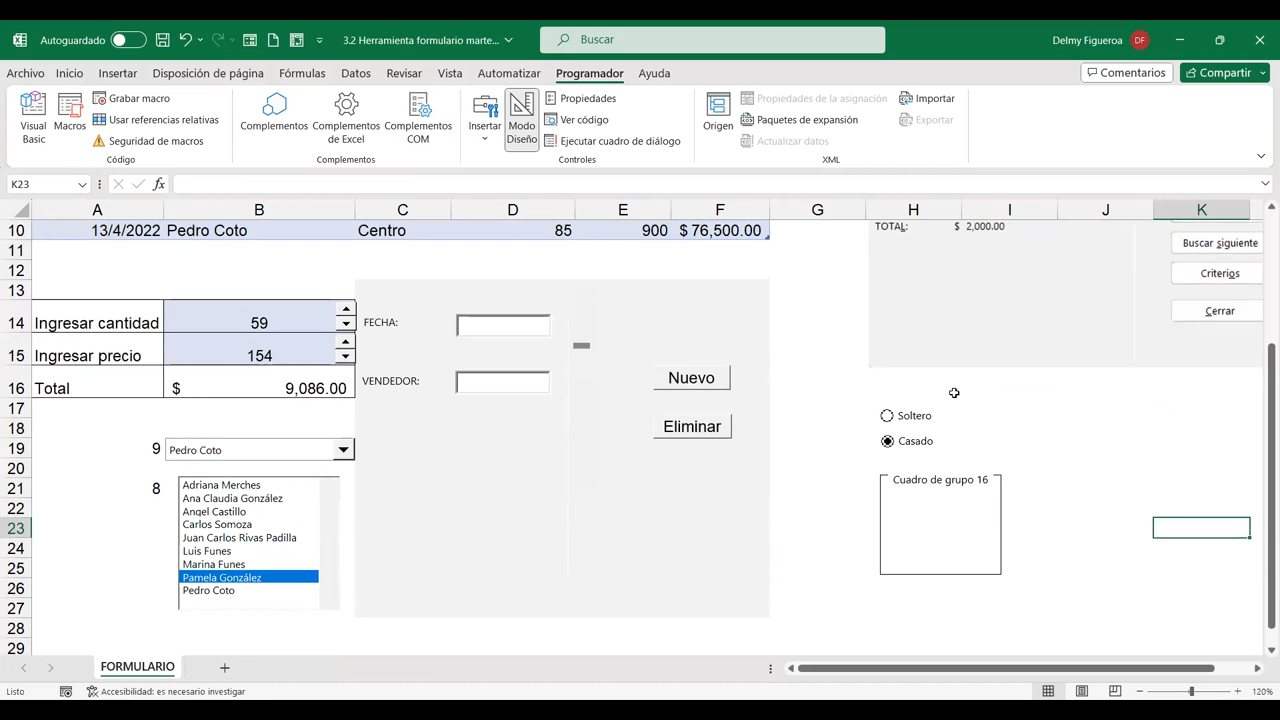 Autoguardado
3.2 Herramienta formulario marte...
Buscar
Delmy Figueroa
DF
Archivo
Inicio
Insertar
Disposición de página
Fórmulas
Datos
Revisar
Vista
Automatizar
Programador
Ayuda
Comentarios
Compartir
Visual Basic
Macros
Grabar macro
Usar referencias relativas
Seguridad de macros
Código
Complementos
Complementos de Excel
Complementos COM
Complementos
Insertar
Modo Diseño
Propiedades
Ver código
Ejecutar cuadro de diálogo
Controles
Origen
Propiedades de la asignación
Paquetes de expansión
Actualizar datos
Importar
Exportar
XML
K23
fx
A B C D E F G H I J K
10 13/4/2022 Pedro Coto Centro 85 900 $ 76,500.00
TOTAL: $ 2,000.00
Buscar siguiente
11
12
Criterios
13
Cerrar
14 Ingresar cantidad 59
FECHA:
15 Ingresar precio 154
16 Total $ 9,086.00
VENDEDOR:
Nuevo
17
Soltero
18
Eliminar
Casado
19 9 Pedro Coto
20
Cuadro de grupo 16
21 8
Adriana Merches
Ana Claudia González
22
Angel Castillo
23
Carlos Somoza
Juan Carlos Rivas Padilla
24
Luis Funes
25
Marina Funes
Pamela González
26
Pedro Coto
27
28
29
FORMULARIO
Listo
Accesibilidad: es necesario investigar
120%